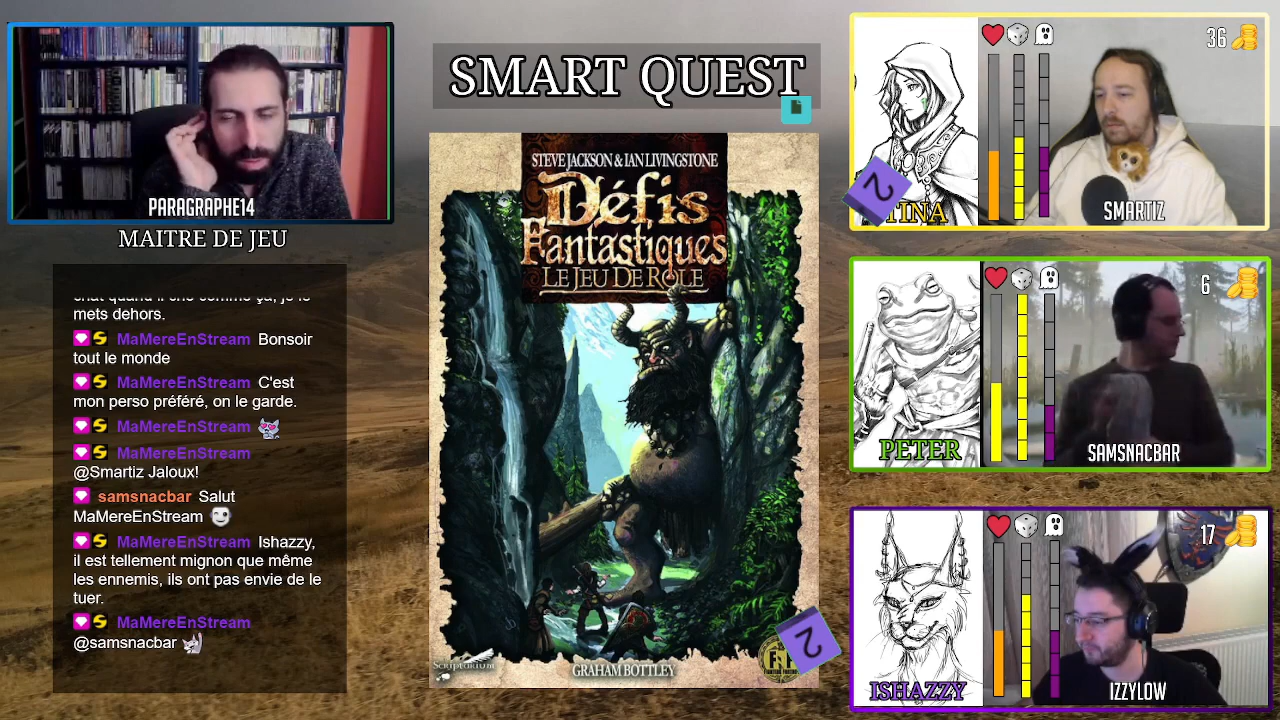 PARAGRAPHE14
MAITRE DE JEU
mets dehors.
MaMereEnStream Bonsoir
tout le monde
MaMereEnStream C'est
mon perso préféré, on le garde.
MaMereEnStream
MaMereEnStream
@Smartiz Jaloux!
samsnacbar Salut
MaMereEnStream
MaMereEnStream Ishazzy,
il est tellement mignon que même
les ennemis, ils ont pas envie de le
tuer.
MaMereEnStream
@samsnacbar
SMART QUEST
STEVE JACKSON & IAN LIVINGSTONE
Défis
Fantastiques
LE JEU DE RÔLE
SCRIPTARIUM
GRAHAM BOTTLEY
2
36
2
TINA
SMARTIZ
6
PETER
SAMSNACBAR
17
ISHAZZY
IZZYLOW